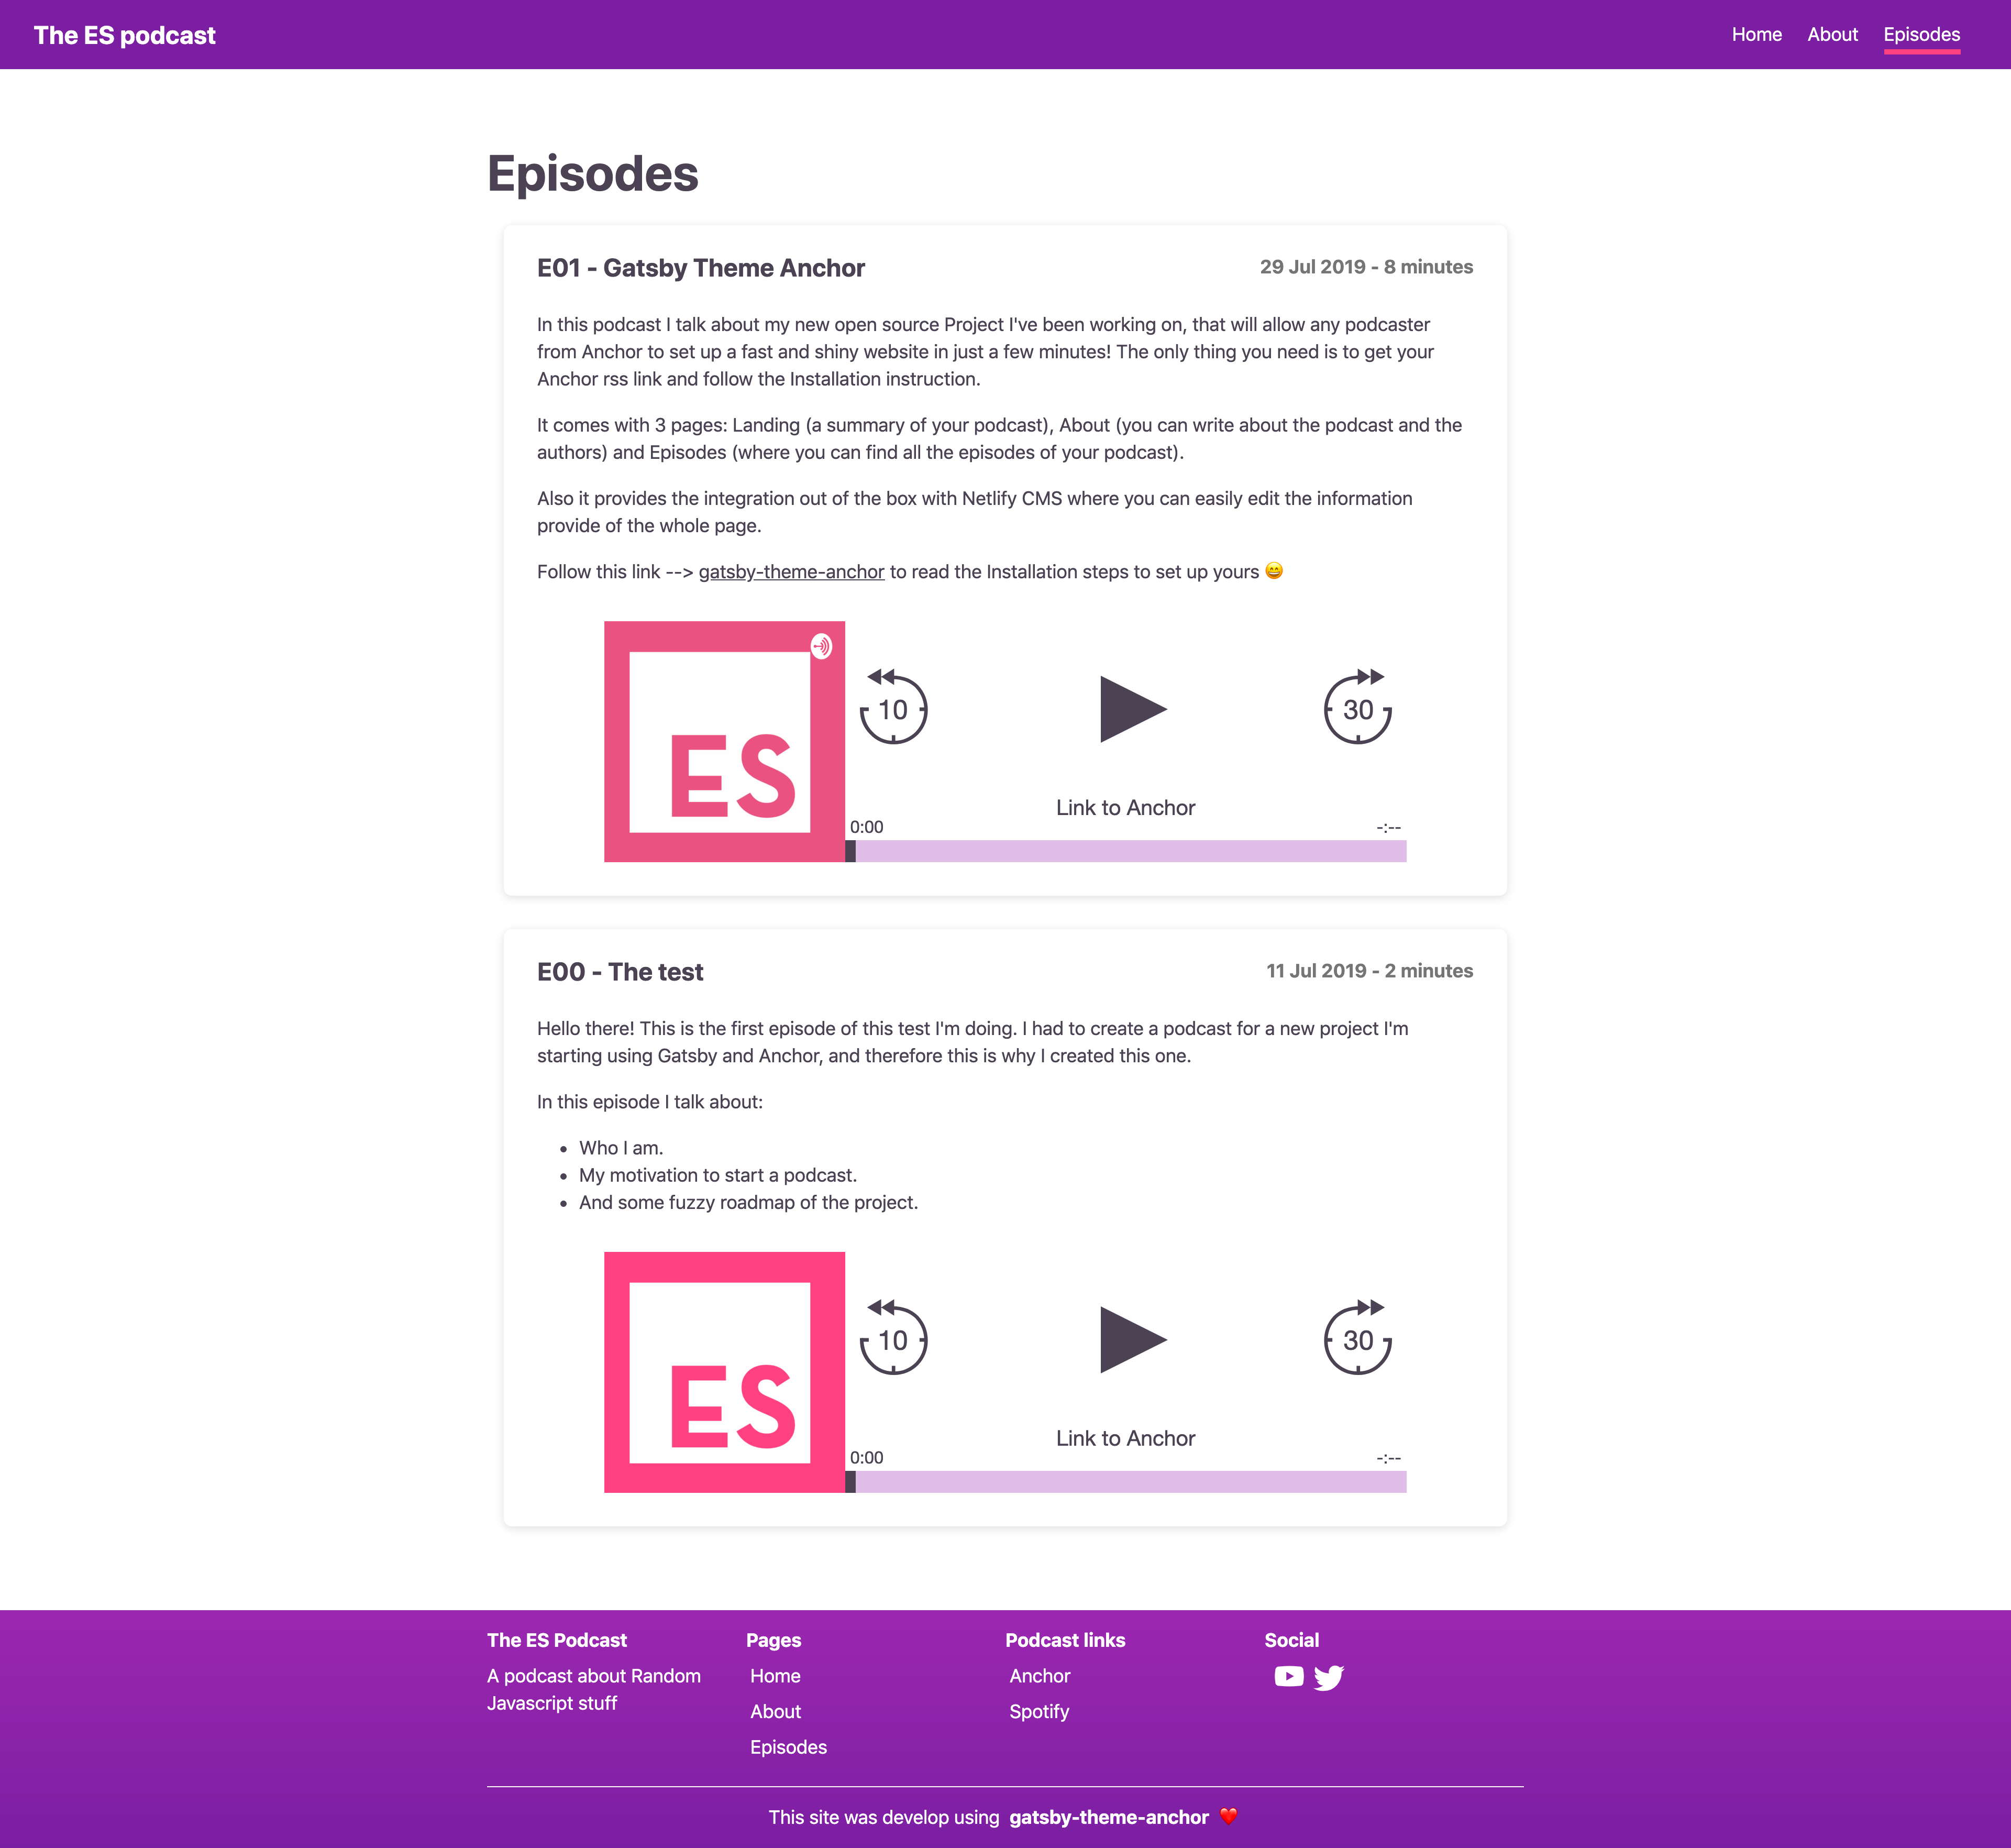 The ES podcast
Home
About
Episodes
Episodes
E01 - Gatsby Theme Anchor
29 Jul 2019 - 8 minutes
In this podcast I talk about my new open source Project I've been working on, that will allow any podcaster
from Anchor to set up a fast and shiny website in just a few minutes! The only thing you need is to get your
Anchor rss link and follow the Installation instruction.
It comes with 3 pages: Landing (a summary of your podcast), About (you can write about the podcast and the
authors) and Episodes (where you can find all the episodes of your podcast).
Also it provides the integration out of the box with Netlify CMS where you can easily edit the information
provide of the whole page.
Follow this link --> gatsby-theme-anchor to read the Installation steps to set up yours 😄
ES
10
30
Link to Anchor
0:00
-:--
E00 - The test
11 Jul 2019 - 2 minutes
Hello there! This is the first episode of this test I'm doing. I had to create a podcast for a new project I'm
starting using Gatsby and Anchor, and therefore this is why I created this one.
In this episode I talk about:
• Who I am.
• My motivation to start a podcast.
• And some fuzzy roadmap of the project.
ES
10
30
Link to Anchor
0:00
-:--
The ES Podcast
A podcast about Random
Javascript stuff
Pages
Home
About
Episodes
Podcast links
Anchor
Spotify
Social
This site was develop using gatsby-theme-anchor ❤️